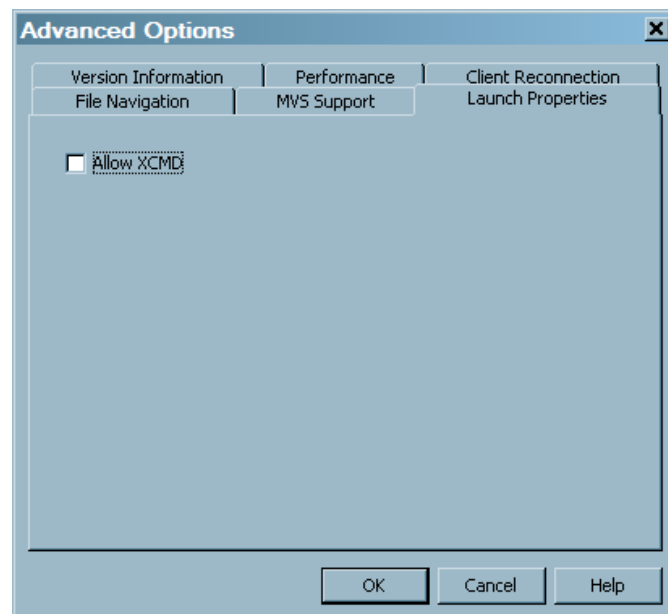 Advanced Options
Version Information Performance Client Reconnection
File Navigation MVS Support Launch Properties
Allow XCMD
OK Cancel Help